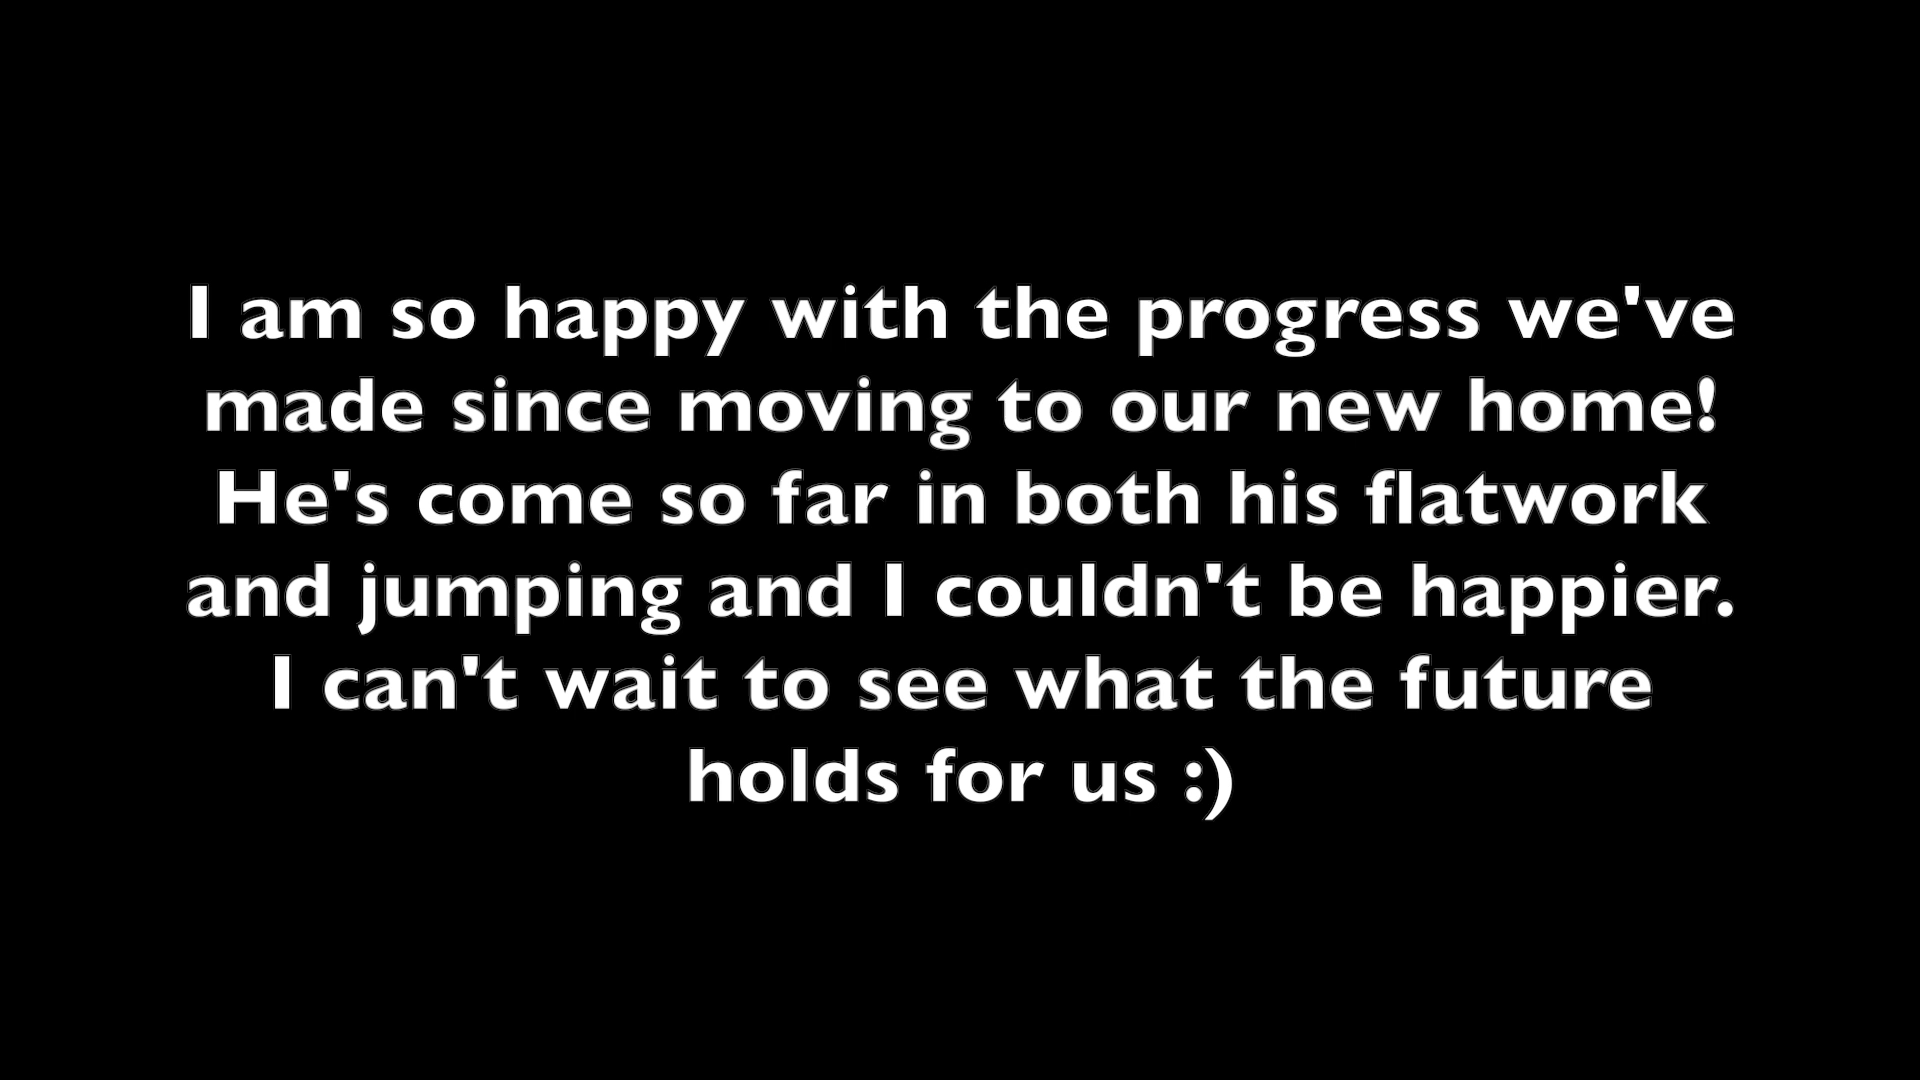 I am so happy with the progress we've
made since moving to our new home!
He's come so far in both his flatwork
and jumping and I couldn't be happier.
I can't wait to see what the future
holds for us :)